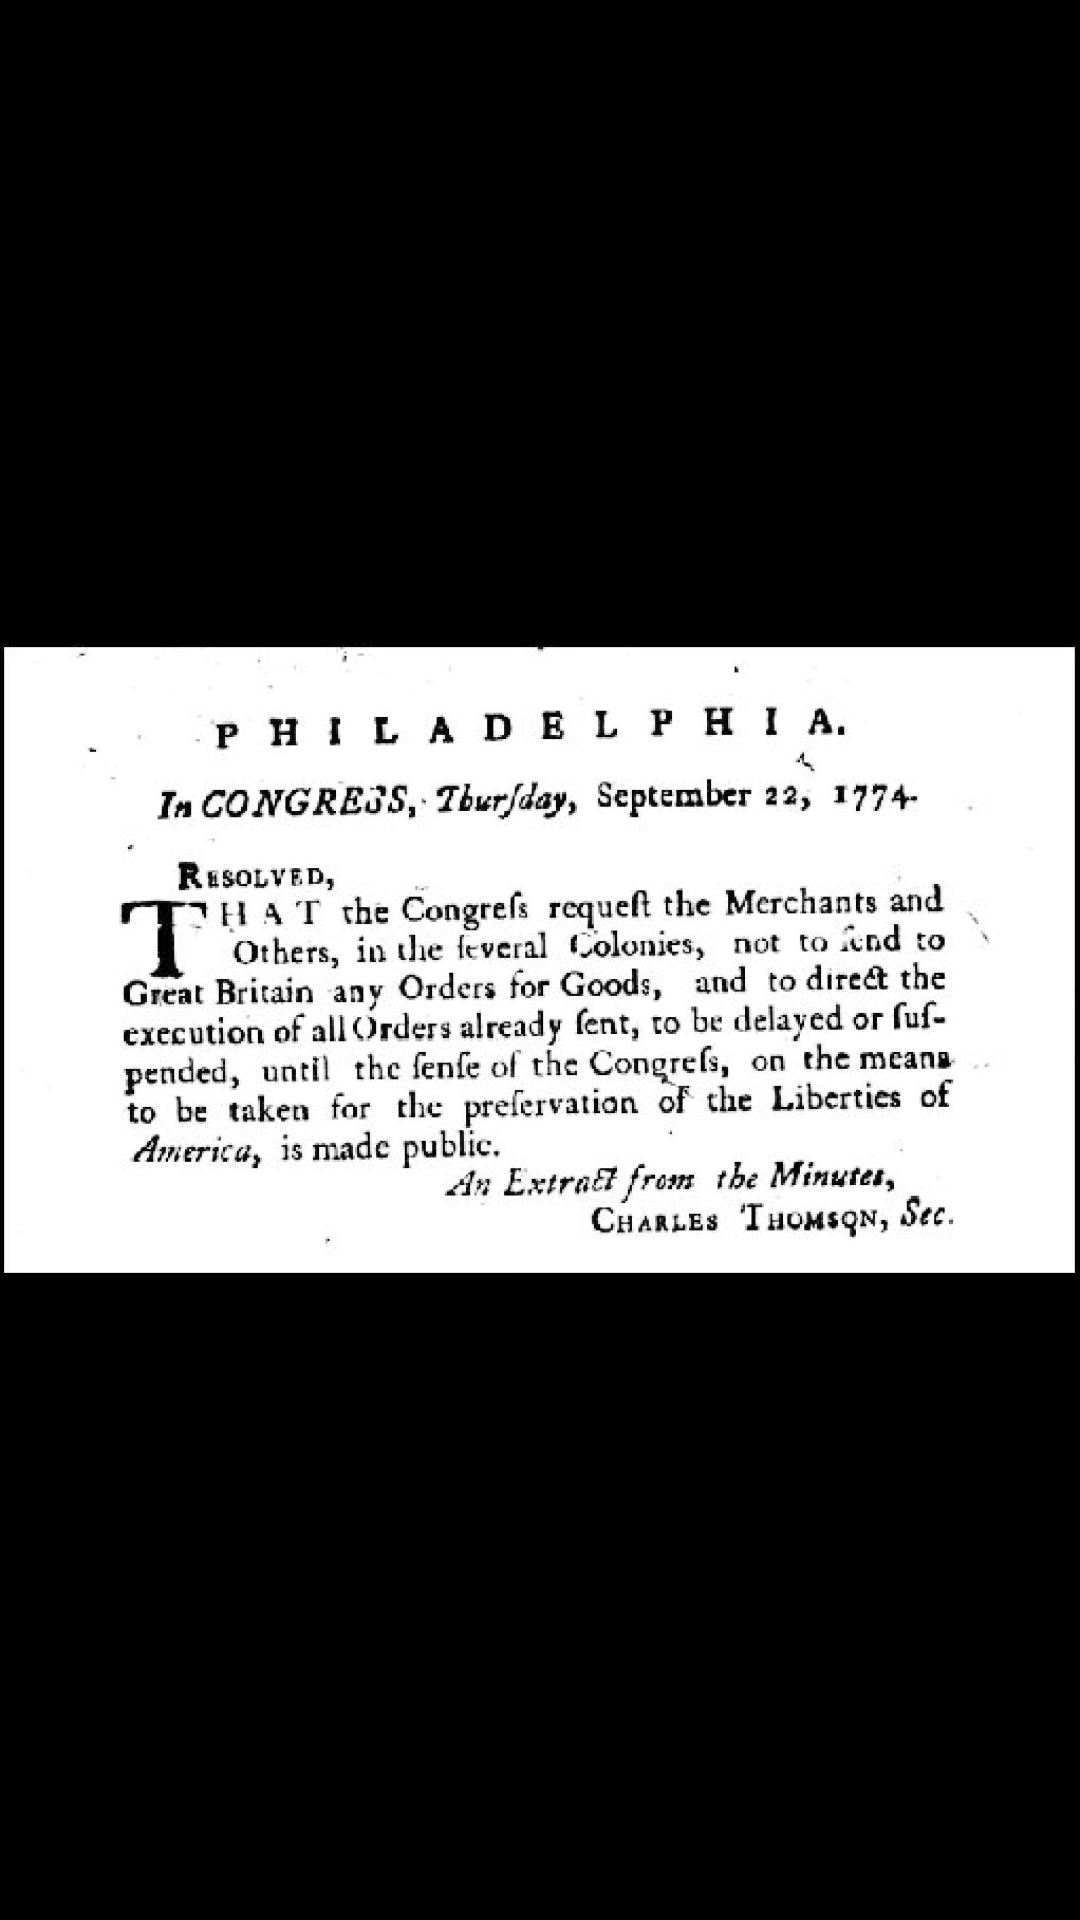 PHILADELPHIA.
In CONGRESS, Thurſday, September 22, 1774.
RESOLVED,
THAT the Congreſs requeſt the Merchants and
Others, in the ſeveral Colonies, not to ſend to
Great Britain any Orders for Goods, and to direct the
execution of all Orders already ſent, to be delayed or ſuſ-
pended, until the ſenſe of the Congreſs, on the means
to be taken for the preſervation of the Liberties of
America, is made public.
An Extract from the Minutes,
CHARLES THOMSON, Sec.